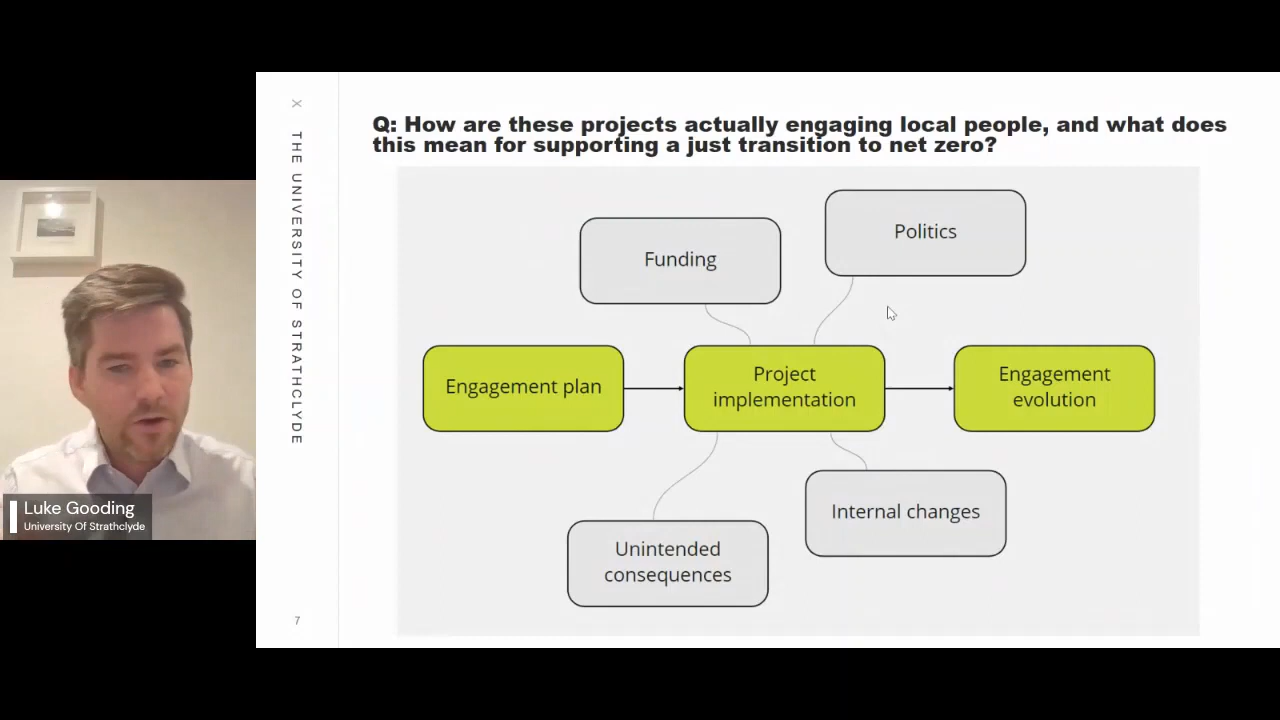 X THE UNIVERSITY OF STRATHCLYDE
Q: How are these projects actually engaging local people, and what does
this mean for supporting a just transition to net zero?
Politics
Funding
Engagement plan
Project
implementation
Engagement
evolution
Internal changes
Unintended
consequences
Luke Gooding
University Of Strathclyde
7